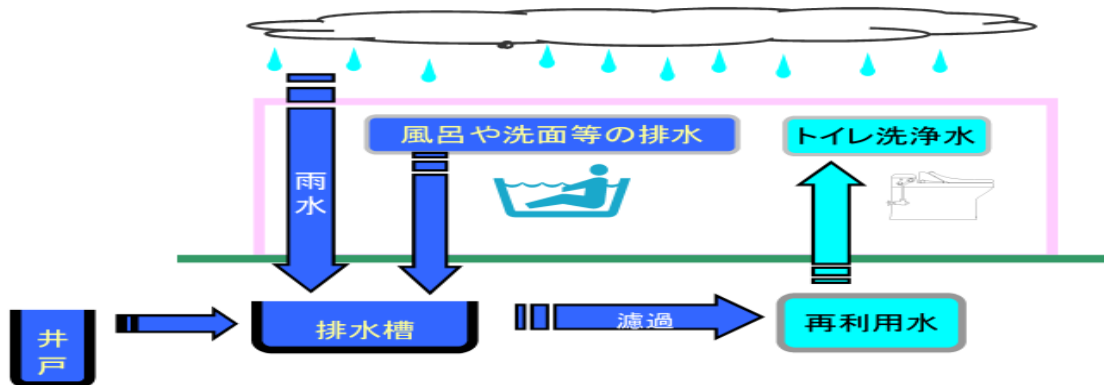 風呂や洗面等の排水
トイレ洗浄水
雨水
井戸
排水槽
濾過
再利用水